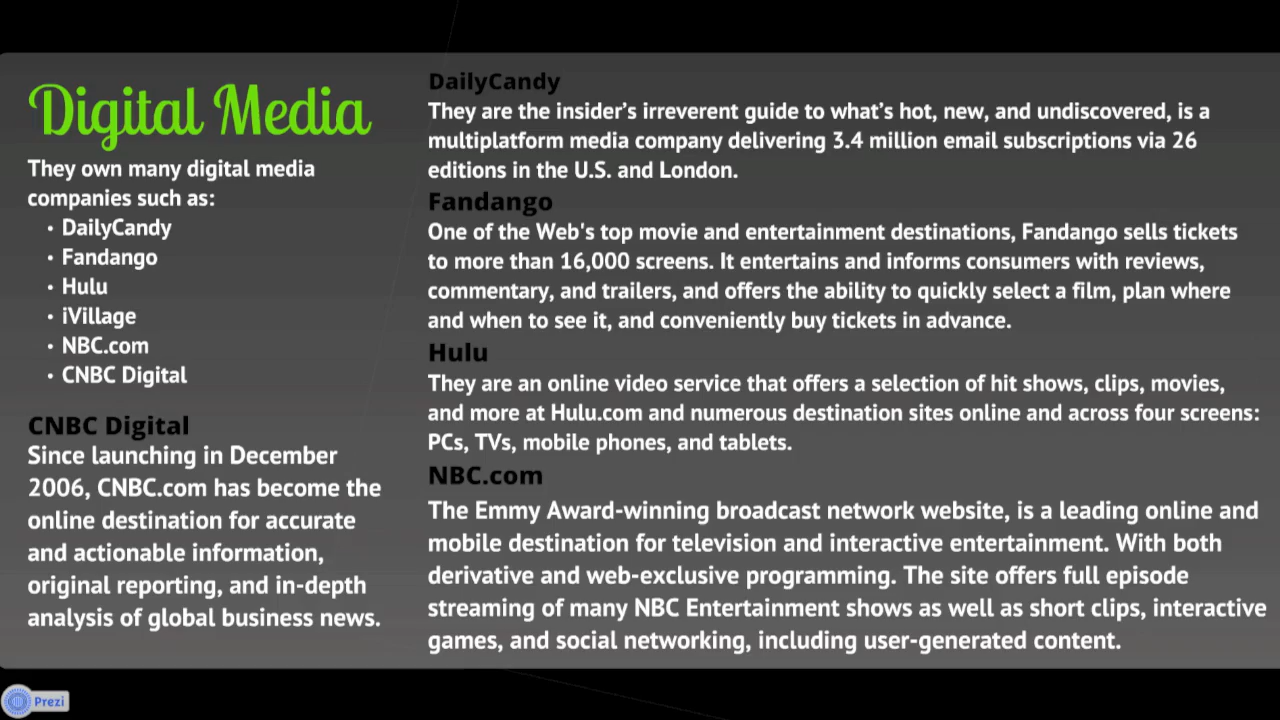 Digital Media
They own many digital media
companies such as:
• DailyCandy
• Fandango
• Hulu
• iVillage
• NBC.com
• CNBC Digital
CNBC Digital
Since launching in December
2006, CNBC.com has become the
online destination for accurate
and actionable information,
original reporting, and in-depth
analysis of global business news.
DailyCandy
They are the insider’s irreverent guide to what’s hot, new, and undiscovered, is a
multiplatform media company delivering 3.4 million email subscriptions via 26
editions in the U.S. and London.
Fandango
One of the Web's top movie and entertainment destinations, Fandango sells tickets
to more than 16,000 screens. It entertains and informs consumers with reviews,
commentary, and trailers, and offers the ability to quickly select a film, plan where
and when to see it, and conveniently buy tickets in advance.
Hulu
They are an online video service that offers a selection of hit shows, clips, movies,
and more at Hulu.com and numerous destination sites online and across four screens:
PCs, TVs, mobile phones, and tablets.
NBC.com
The Emmy Award-winning broadcast network website, is a leading online and
mobile destination for television and interactive entertainment. With both
derivative and web-exclusive programming. The site offers full episode
streaming of many NBC Entertainment shows as well as short clips, interactive
games, and social networking, including user-generated content.
Prezi